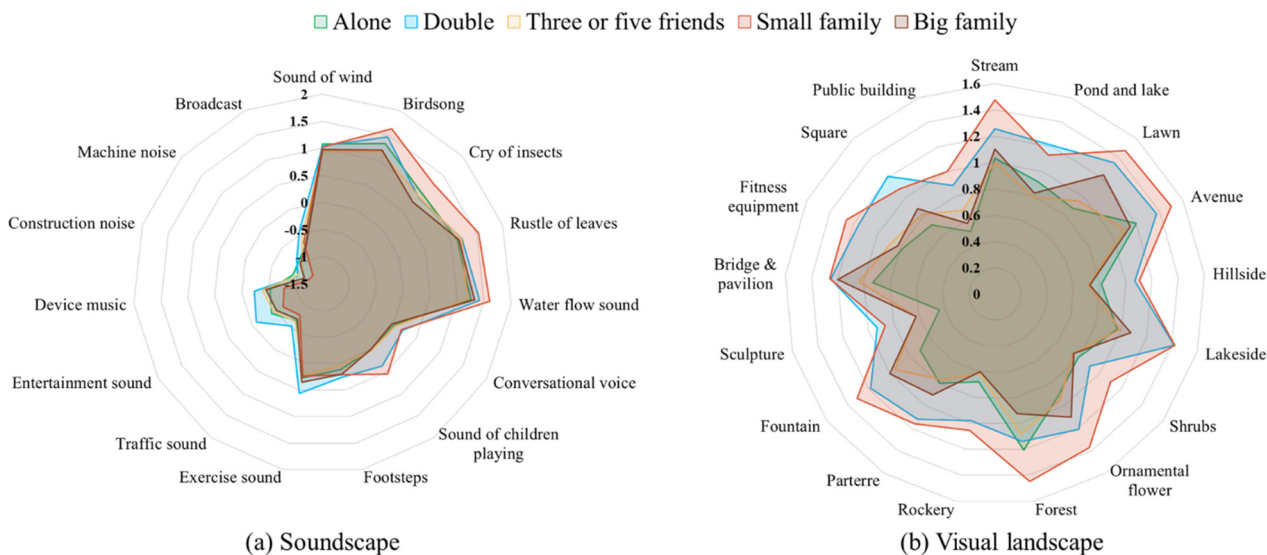 Alone Double Three or five friends Small family Big family
Sound of wind
Birdsong
Cry of insects
Rustle of leaves
Water flow sound
Conversational voice
Sound of children
playing
Footsteps
Exercise sound
Traffic sound
Entertainment sound
Device music
Construction noise
Machine noise
Broadcast
2
1.5
1
0.5
0
-0.5
-1
-1.5
(a) Soundscape
Stream
Pond and lake
Lawn
Avenue
Hillside
Lakeside
Shrubs
Ornamental
flower
Forest
Rockery
Parterre
Fountain
Sculpture
Bridge &
pavilion
Fitness
equipment
Square
Public building
1.6
1.4
1.2
1
0.8
0.6
0.4
0.2
0
(b) Visual landscape